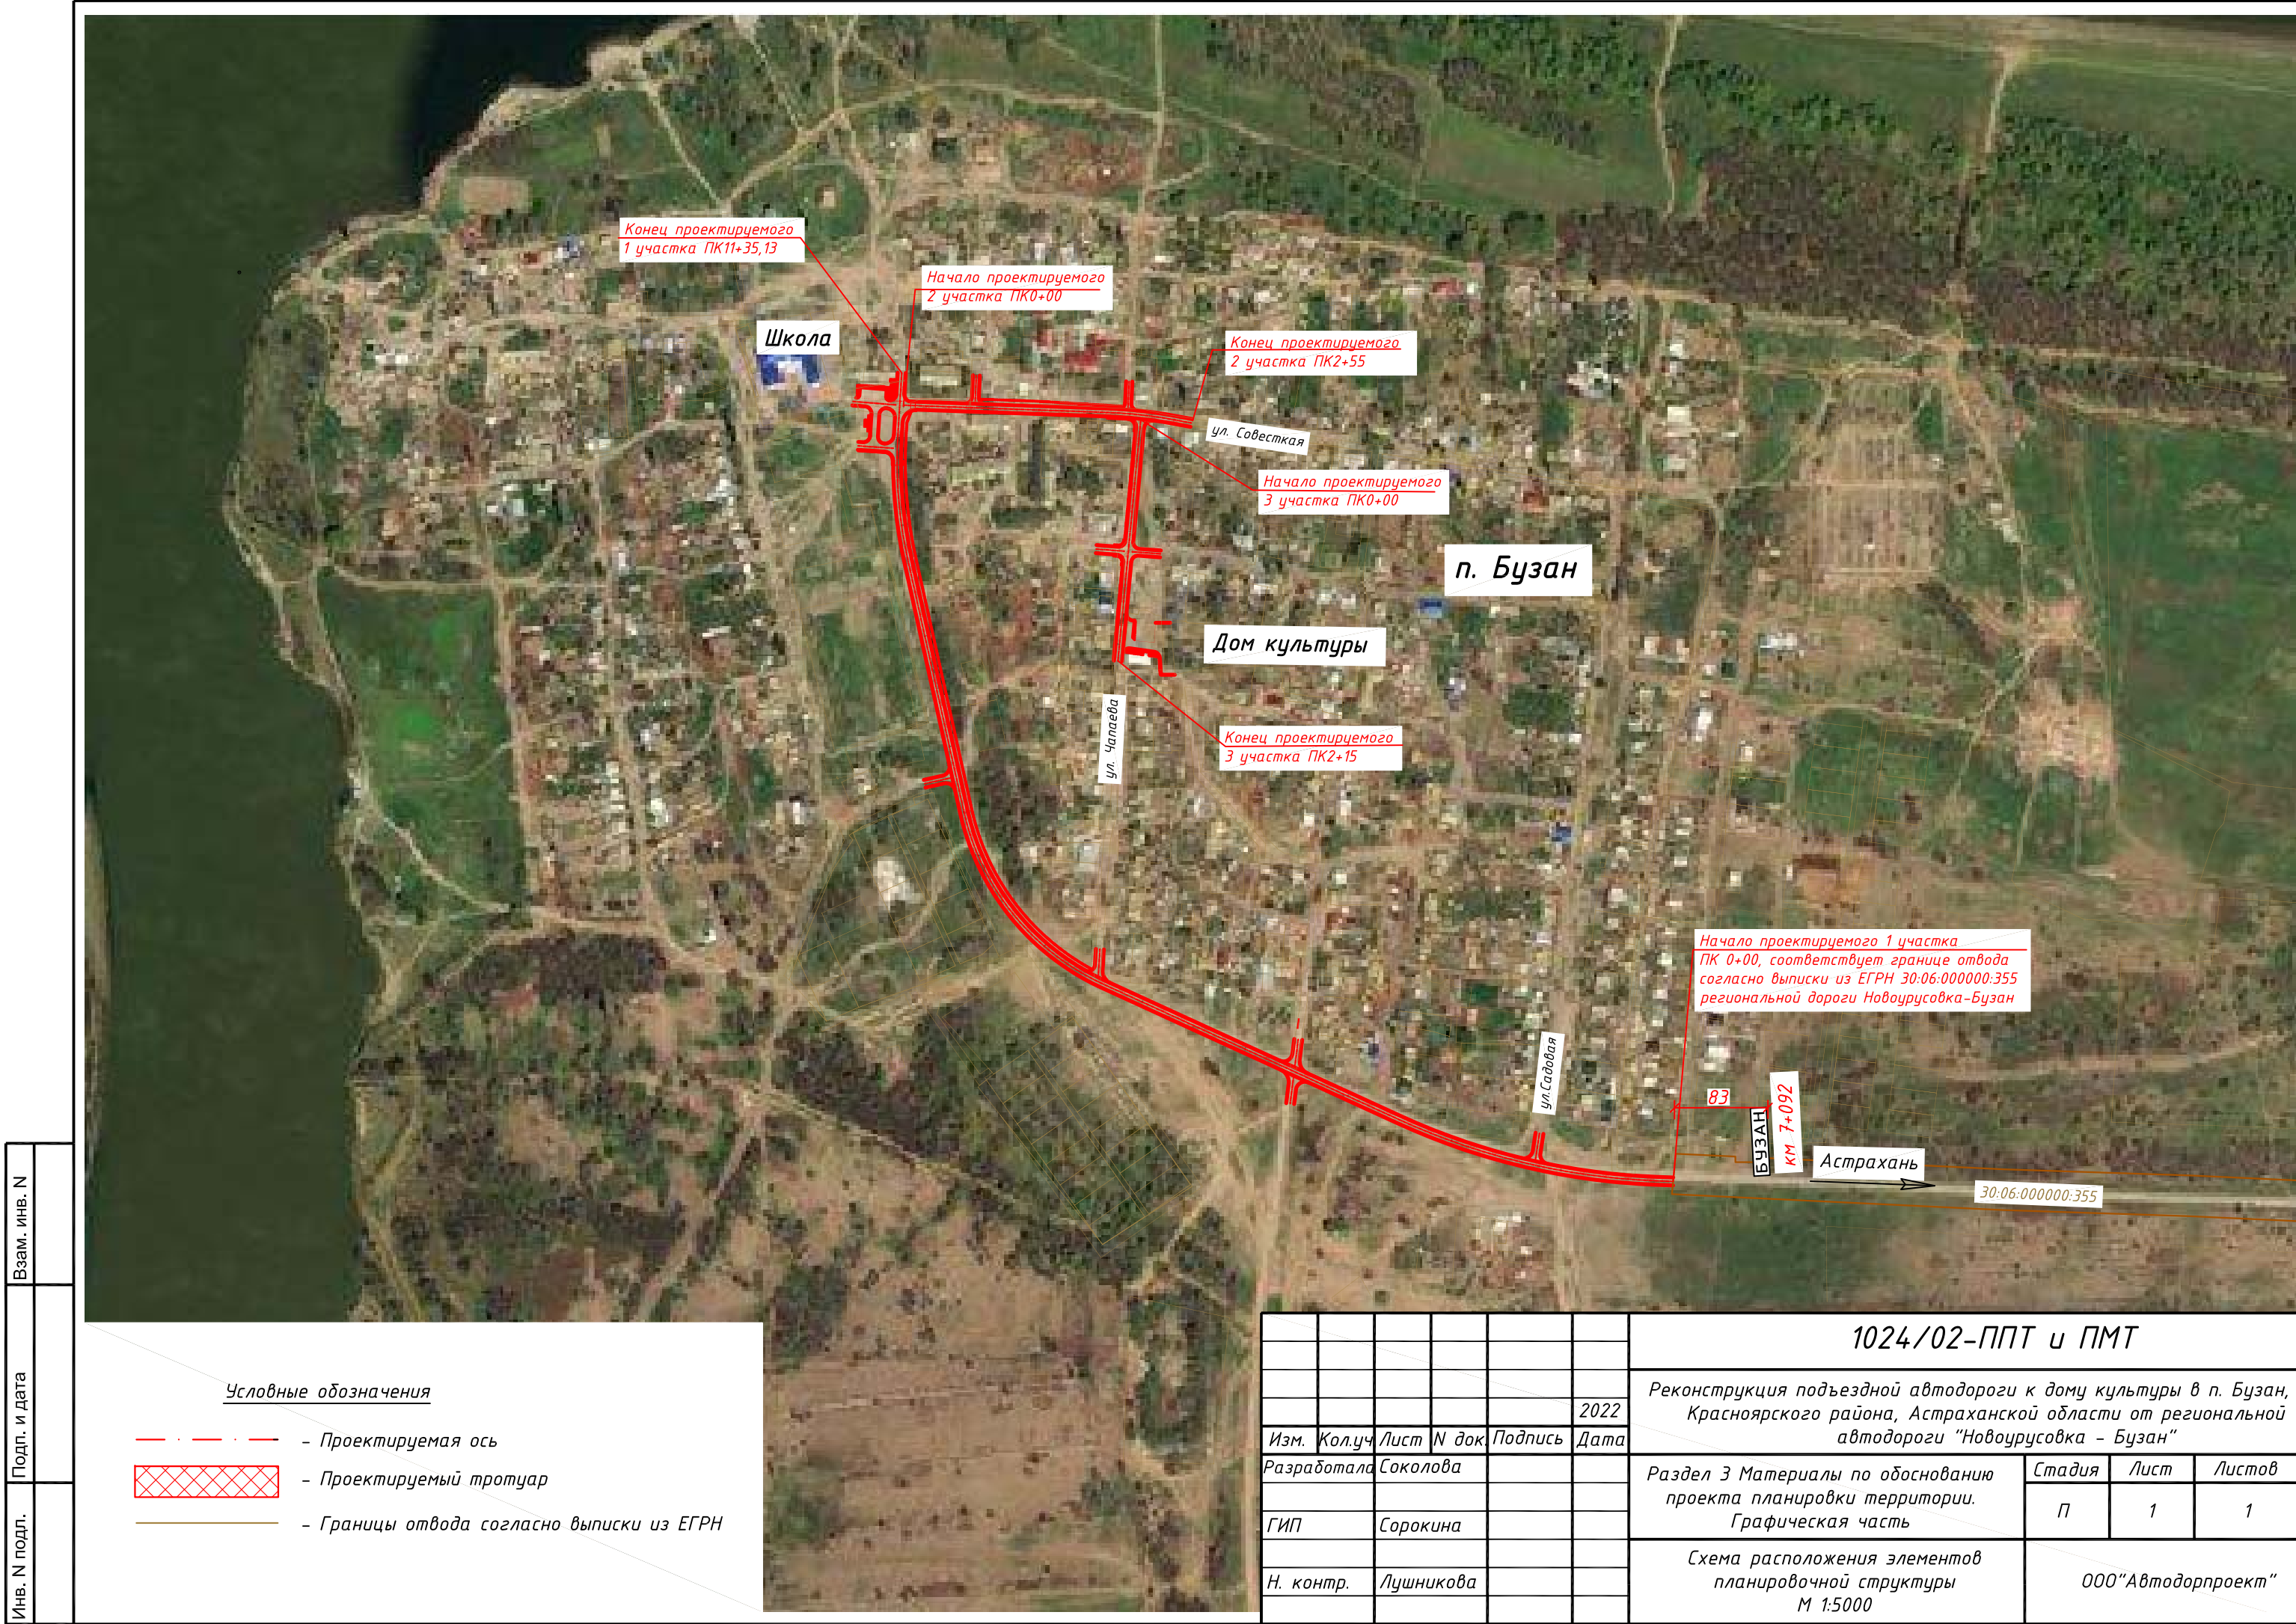 Конец проектируемого
1 участка ПК11+35,13
Начало проектируемого
2 участка ПК0+00
Школа
Конец проектируемого
2 участка ПК2+55
ул. Совесткая
Начало проектируемого
3 участка ПК0+00
п. Бузан
Дом культуры
ул. Чапаева
Конец проектируемого
3 участка ПК2+15
Начало проектируемого 1 участка
ПК 0+00, соответствует границе отвода
согласно выписки из ЕГРН 30:06:000000:355
региональной дороги Новоурусовка-Бузан
ул.Садовая
83
БУЗАН
км 7+092
Астрахань
30:06:000000:355
Взам. инв. N
Подп. и дата
Инв. N подл.
Условные обозначения
- Проектируемая ось
- Проектируемый тротуар
- Границы отвода согласно выписки из ЕГРН
1024/02-ППТ и ПМТ
Реконструкция подъездной автодороги к дому культуры в п. Бузан,
Красноярского района, Астраханской области от региональной
автодороги "Новоурусовка - Бузан"
2022
Изм. Кол.уч Лист N док. Подпись Дата
Разработала Соколова
ГИП Сорокина
Н. контр. Лушникова
Раздел 3 Материалы по обоснованию
проекта планировки территории.
Графическая часть
Стадия Лист Листов
П 1 1
Схема расположения элементов
планировочной структуры
М 1:5000
ООО"Автодорпроект"